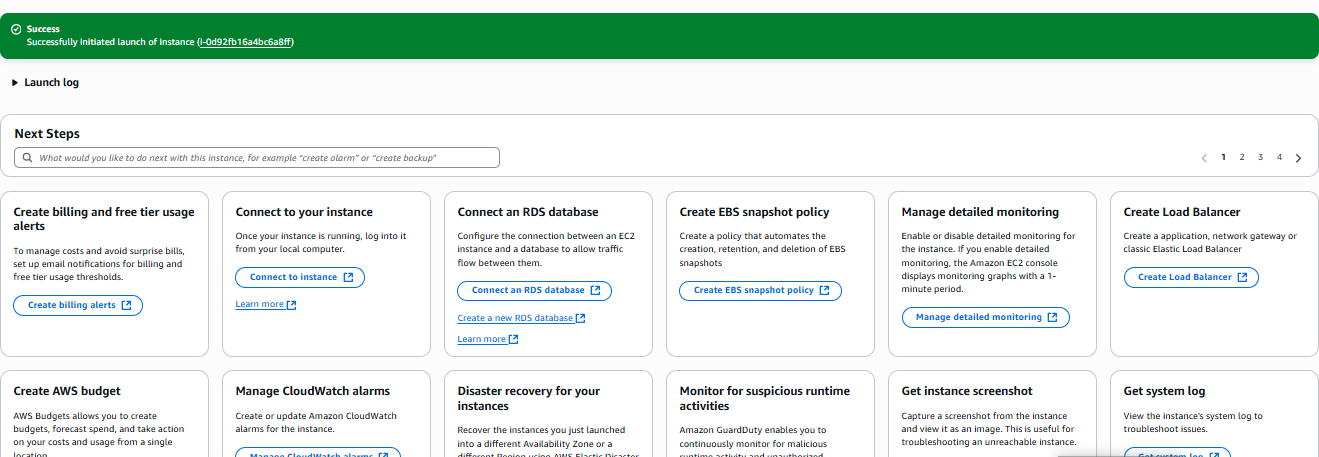 Success
Successfully initiated launch of instance (i-0d92fb16a4bc6a8ff)
Launch log
Next Steps
What would you like to do next with this instance, for example "create alarm" or "create backup"
1 2 3 4
Create billing and free tier usage
alerts
To manage costs and avoid surprise bills,
set up email notifications for billing and
free tier usage thresholds.
Create billing alerts
Connect to your instance
Once your instance is running, log into it
from your local computer.
Connect to instance
Learn more
Connect an RDS database
Configure the connection between an EC2
instance and a database to allow traffic
flow between them.
Connect an RDS database
Create a new RDS database
Learn more
Create EBS snapshot policy
Create a policy that automates the
creation, retention, and deletion of EBS
snapshots
Create EBS snapshot policy
Manage detailed monitoring
Enable or disable detailed monitoring for
the instance. If you enable detailed
monitoring, the Amazon EC2 console
displays monitoring graphs with a 1-
minute period.
Manage detailed monitoring
Create Load Balancer
Create a application, network gateway or
classic Elastic Load Balancer
Create Load Balancer
Create AWS budget
AWS Budgets allows you to create
budgets, forecast spend, and take action
on your costs and usage from a single
location.
Manage CloudWatch alarms
Create or update Amazon CloudWatch
alarms for the instance.
Manage CloudWatch alarms
Disaster recovery for your
instances
Recover the instances you just launched
into a different Availability Zone or a
different Region using AWS Elastic Disaster
Monitor for suspicious runtime
activities
Amazon GuardDuty enables you to
continuously monitor for malicious
runtime activity and unauthorized
Get instance screenshot
Capture a screenshot from the instance
and view it as an image. This is useful for
troubleshooting an unreachable instance.
Get system log
View the instance's system log to
troubleshoot issues.
Get system log